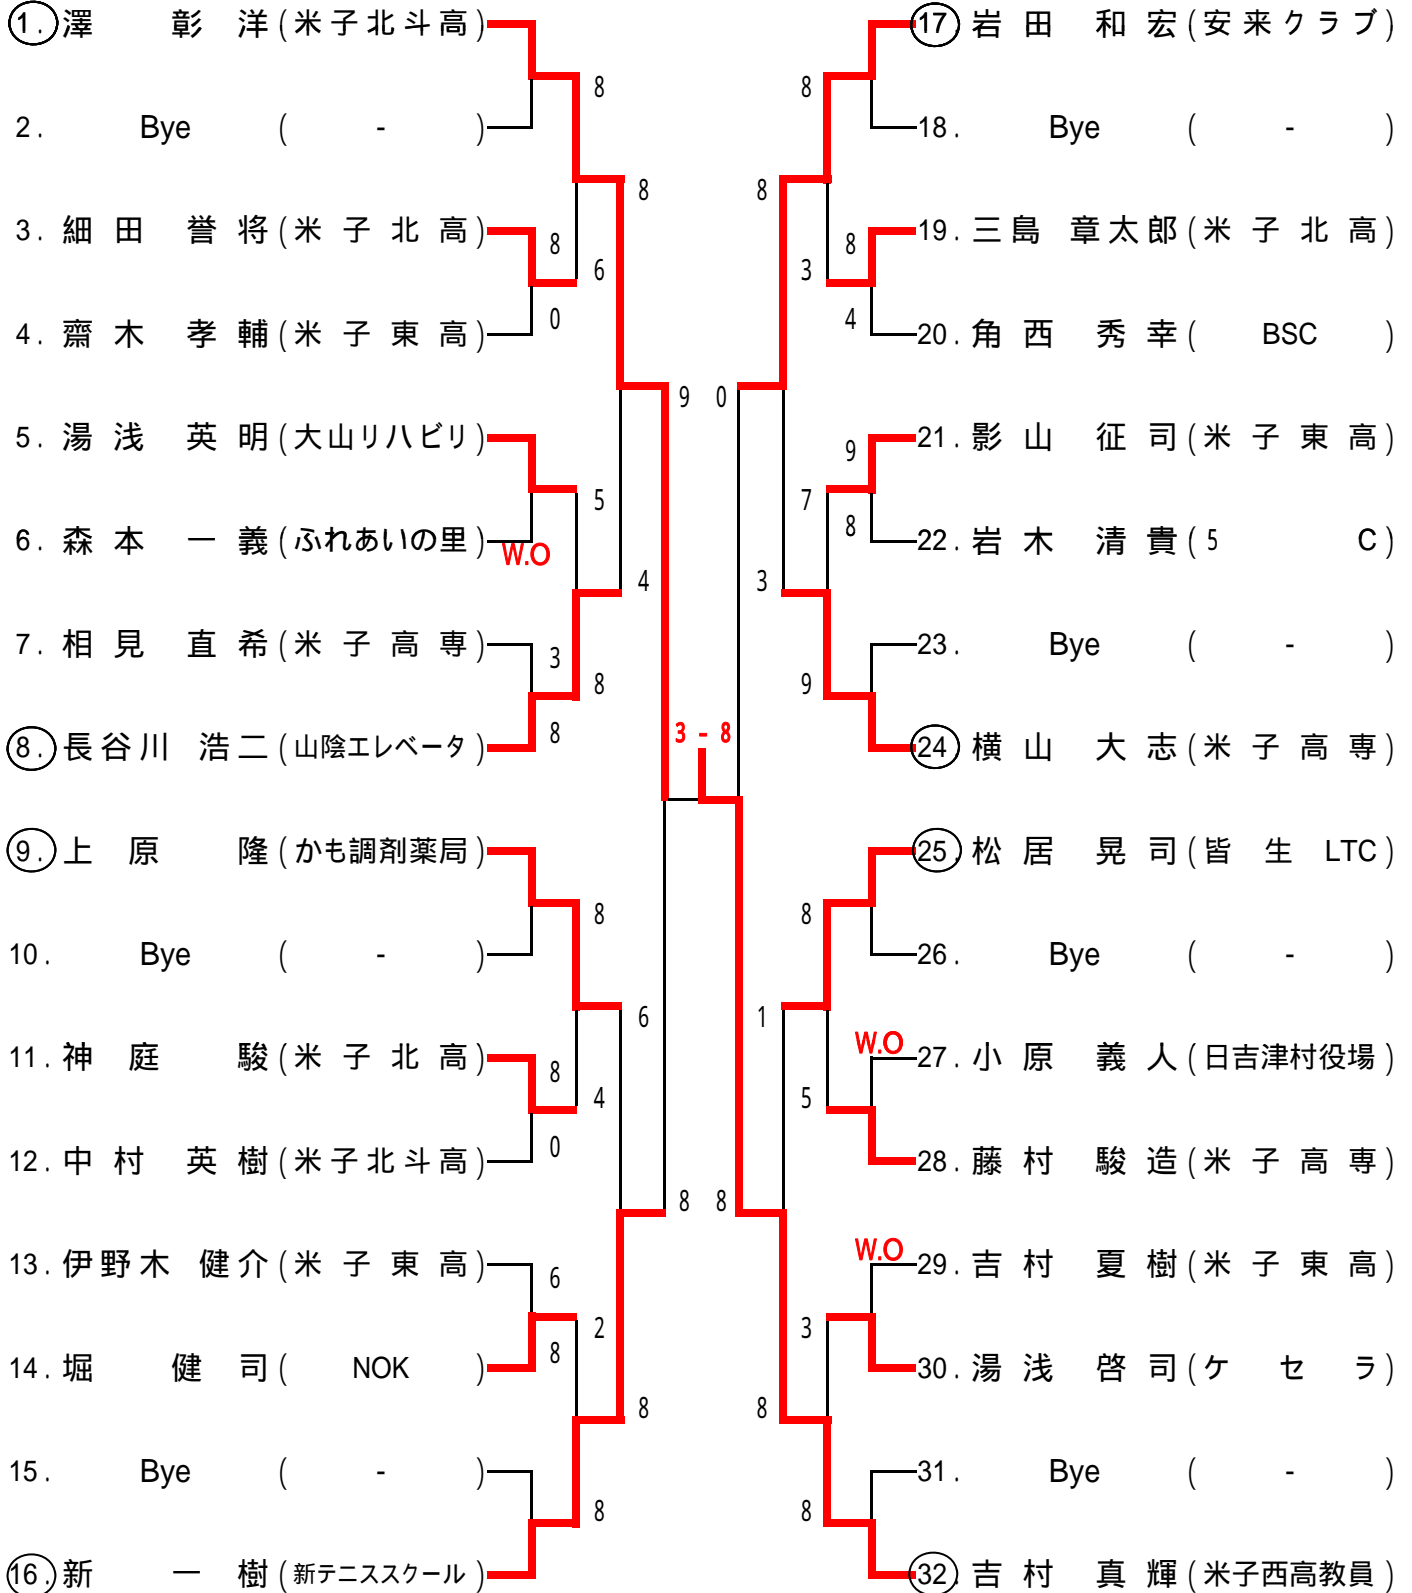 1. 澤 彰 洋 (米子北斗高)
2. Bye ( - )
3. 細田 誉将 (米子北高)
4. 齋木 孝輔 (米子東高)
5. 湯浅 英明 (大山リハビリ)
6. 森本 一義 (ふれあいの里)
7. 相見 直希 (米子高専)
8. 長谷川 浩二 (山陰エレベータ)
9. 上原 隆 (かも調剤薬局)
10. Bye ( - )
11. 神庭 駿 (米子北高)
12. 中村 英樹 (米子北斗高)
13. 伊野木 健介 (米子東高)
14. 堀 健司 (NOK)
15. Bye ( - )
16. 新 一樹 (新テニススクール)
8
8
8
6
0
5
W.O
4
3
8
8
8
6
8
4
0
6
2
8
8
8
9 0
3 - 8
8 8
8
8
8
3
4
9
7
8
3
9
8
1
W.O
5
W.O
3
8
8
17 岩田 和宏 (安来クラブ)
18. Bye ( - )
19. 三島 章太郎 (米子北高)
20. 角西 秀幸 (BSC)
21. 影山 征司 (米子東高)
22. 岩木 清貴 (5 C)
23. Bye ( - )
24 横山 大志 (米子高専)
25. 松居 晃司 (皆生 LTC)
26. Bye ( - )
27. 小原 義人 (日吉津村役場)
28. 藤村 駿造 (米子高専)
29. 吉村 夏樹 (米子東高)
30. 湯浅 啓司 (ケセラ)
31. Bye ( - )
32. 吉村 真輝 (米子西高教員)